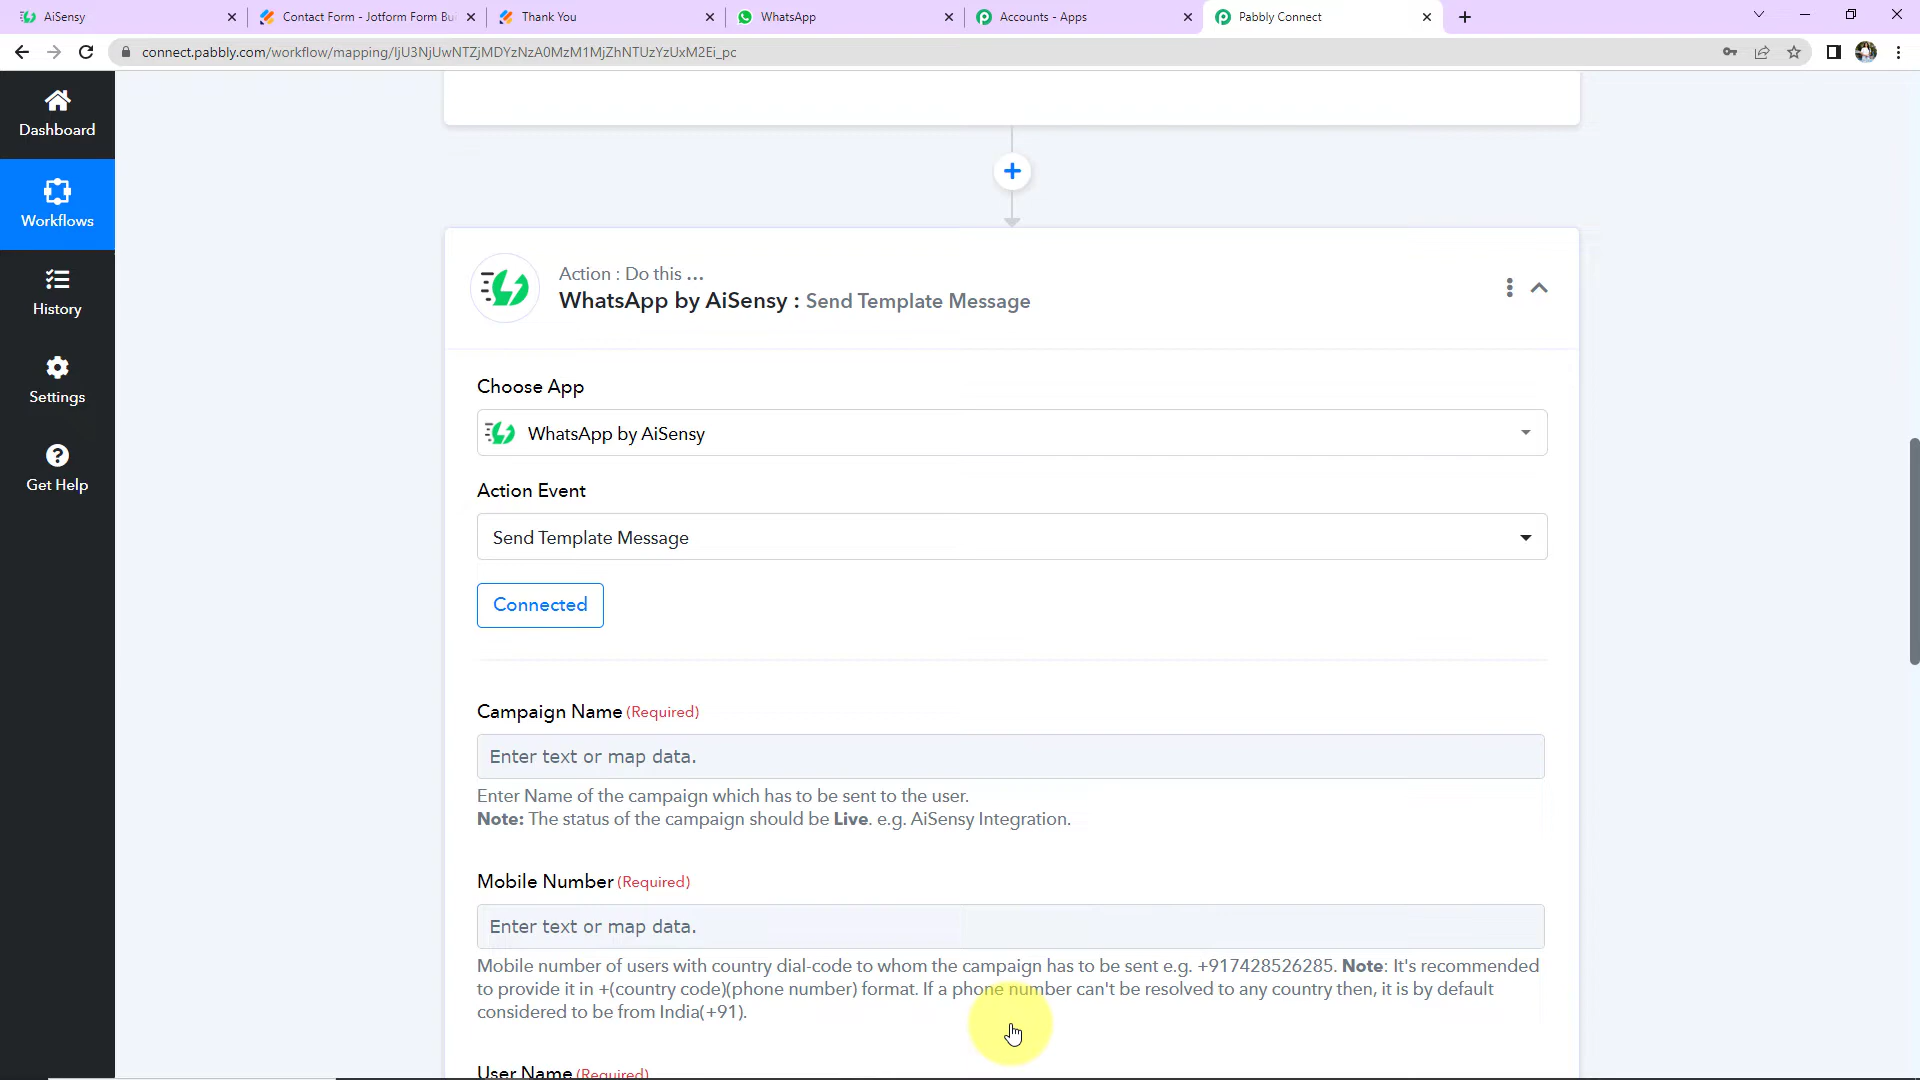 AiSensy
Contact Form - Jotform Form Bu
Thank You
WhatsApp
Accounts - Apps
Pabbly Connect
connect.pabbly.com/workflow/mapping/IjU3NjUwNTZjMDYzNzA0MzM1MjZhNTUzYzUxM2Ei_pc
Dashboard
Workflows
History
Settings
Get Help
Action : Do this ...
WhatsApp by AiSensy : Send Template Message
Choose App
WhatsApp by AiSensy
Action Event
Send Template Message
Connected
Campaign Name (Required)
Enter text or map data.
Enter Name of the campaign which has to be sent to the user.
Note: The status of the campaign should be Live. e.g. AiSensy Integration.
Mobile Number (Required)
Enter text or map data.
Mobile number of users with country dial-code to whom the campaign has to be sent e.g. +917428526285. Note: It's recommended
to provide it in +(country code)(phone number) format. If a phone number can't be resolved to any country then, it is by default
considered to be from India(+91).
User Name (Required)